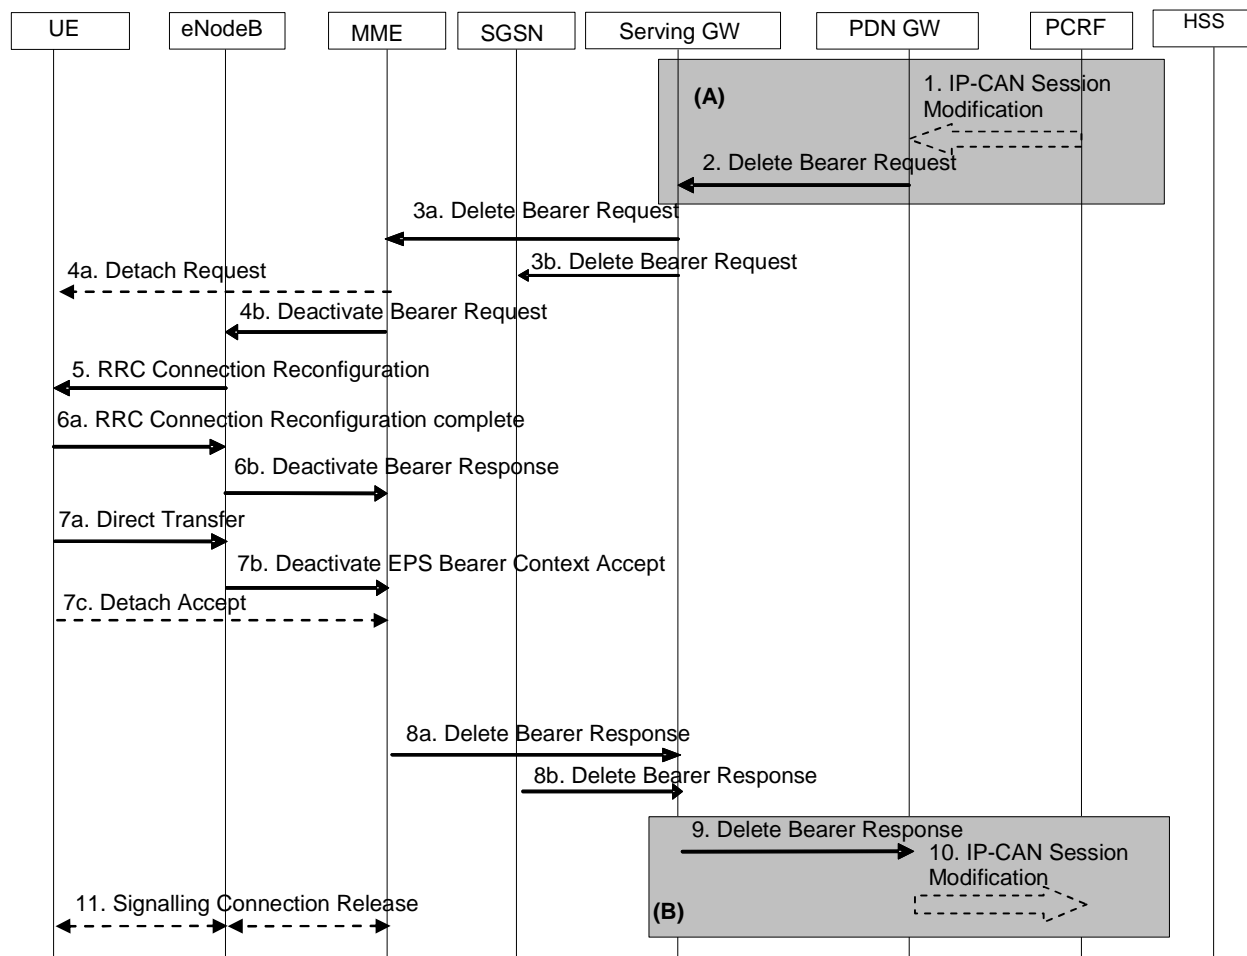 UE
eNodeB
MME
SGSN
Serving GW
PDN GW
PCRF
HSS
(A)
1. IP-CAN Session
Modification
2. Delete Bearer Request
3a. Delete Bearer Request
3b. Delete Bearer Request
4a. Detach Request
4b. Deactivate Bearer Request
5. RRC Connection Reconfiguration
6a. RRC Connection Reconfiguration complete
6b. Deactivate Bearer Response
7a. Direct Transfer
7b. Deactivate EPS Bearer Context Accept
7c. Detach Accept
8a. Delete Bearer Response
8b. Delete Bearer Response
9. Delete Bearer Response
10. IP-CAN Session
Modification
11. Signalling Connection Release
(B)